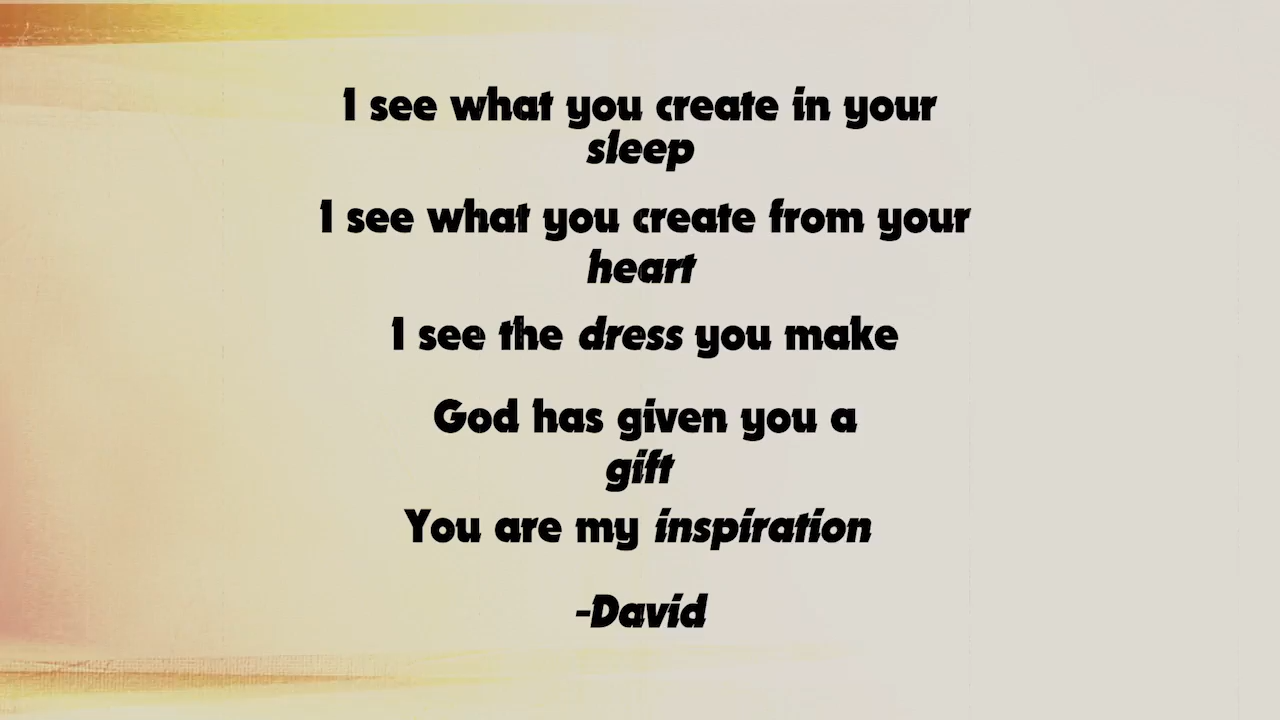 I see what you create in your
sleep
I see what you create from your
heart
I see the dress you make
God has given you a
gift
You are my inspiration
-David